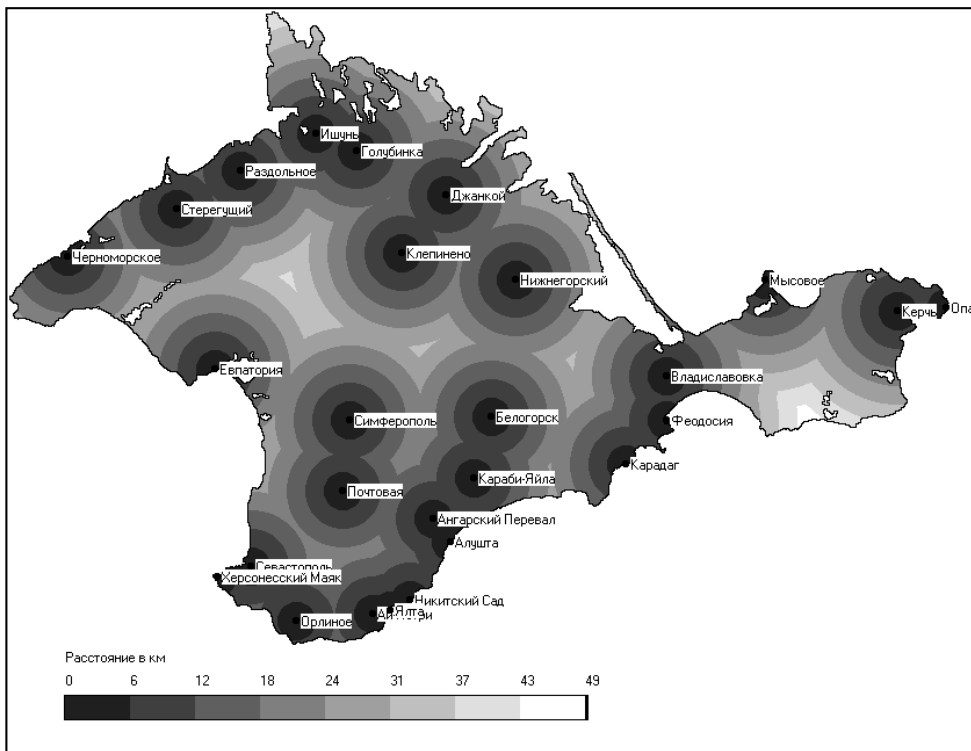 Ишунь
Голубинка
Раздольное
Джанкой
Стерегущий
Клепинено
Черноморское
Нижнегорский
Мысовое
Керчь
Опа
Евпатория
Владиславовка
Симферополь
Белогорск
Феодосия
Карадаг
Караби-Яйла
Почтовая
Ангарский Перевал
Алушта
Севастополь
Херсонесский Маяк
Никитский Сад
Ялта
Орлиное
Расстояние в км
0 6 12 18 24 31 37 43 49